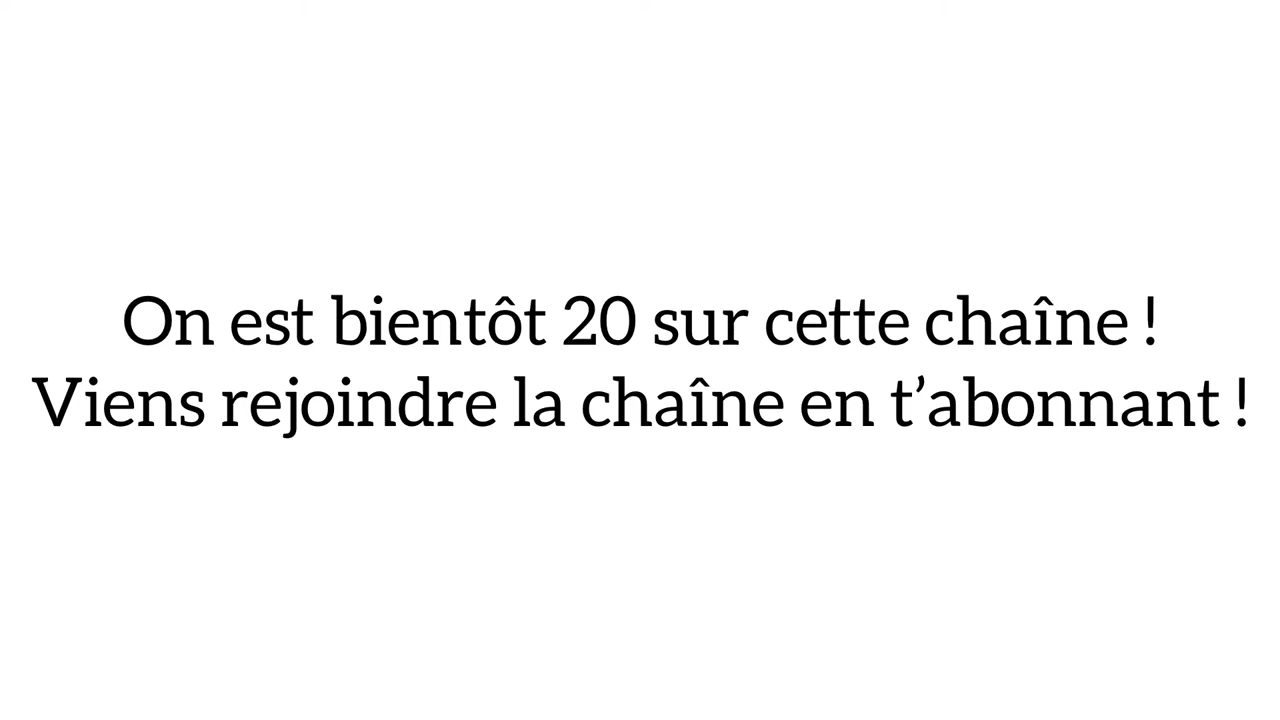 On est bientôt 20 sur cette chaîne !
Viens rejoindre la chaîne en t’abonnant !